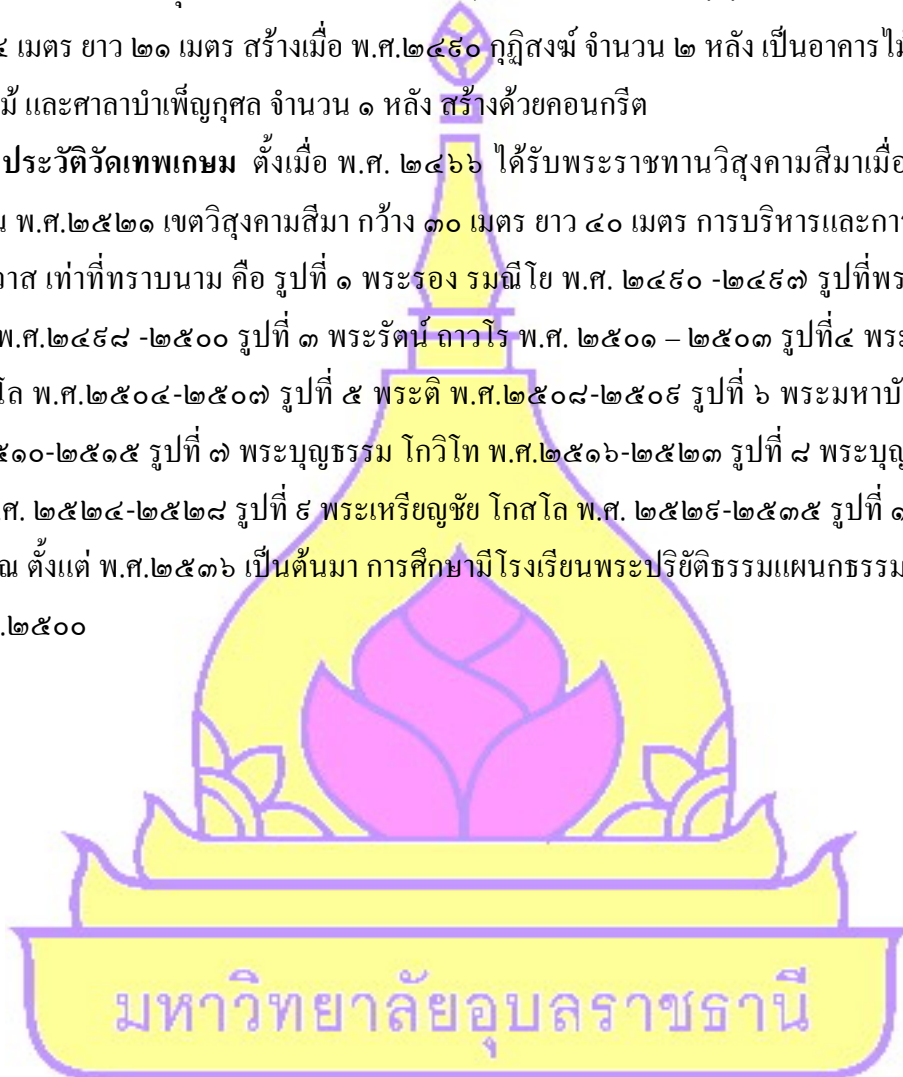 เมตร ยาว ๒๑ เมตร สร้างเมื่อ พ.ศ.๒๔๙๐ กุฏิสงฆ์ จำนวน ๒ หลัง เป็นอาคารไม้
และศาลาบำเพ็ญกุศล จำนวน ๑ หลัง สร้างด้วยคอนกรีต
ประวัติวัดเทพเกษม ตั้งเมื่อ พ.ศ. ๒๔๖๖ ได้รับพระราชทานวิสุงคามสีมาเมื่อ
พ.ศ.๒๕๒๑ เขตวิสุงคามสีมา กว้าง ๓๐ เมตร ยาว ๔๐ เมตร การบริหารและการ
วาส เท่าที่ทราบนาม คือ รูปที่ ๑ พระรอง รมณีโย พ.ศ. ๒๔๙๐ -๒๔๙๗ รูปที่พระ
พ.ศ.๒๔๙๘ -๒๕๐๐ รูปที่ ๓ พระรัตน์ ถาวโร พ.ศ. ๒๕๐๑ – ๒๕๐๓ รูปที่๔ พระ
โล พ.ศ.๒๕๐๔-๒๕๐๗ รูปที่ ๕ พระติ พ.ศ.๒๕๐๘-๒๕๐๙ รูปที่ ๖ พระมหาบั
๕๑๐-๒๕๑๕ รูปที่ ๗ พระบุญธรรม โกวิโท พ.ศ.๒๕๑๖-๒๕๒๓ รูปที่ ๘ พระบุญ
ศ. ๒๕๒๔-๒๕๒๘ รูปที่ ๙ พระเหรียญชัย โกสโล พ.ศ. ๒๕๒๙-๒๕๓๕ รูปที่ ๑
ณ ตั้งแต่ พ.ศ.๒๕๓๖ เป็นต้นมา การศึกษามีโรงเรียนพระปริยัติธรรมแผนกธรรม
.๒๕๐๐
มหาวิทยาลัยอุบลราชธานี